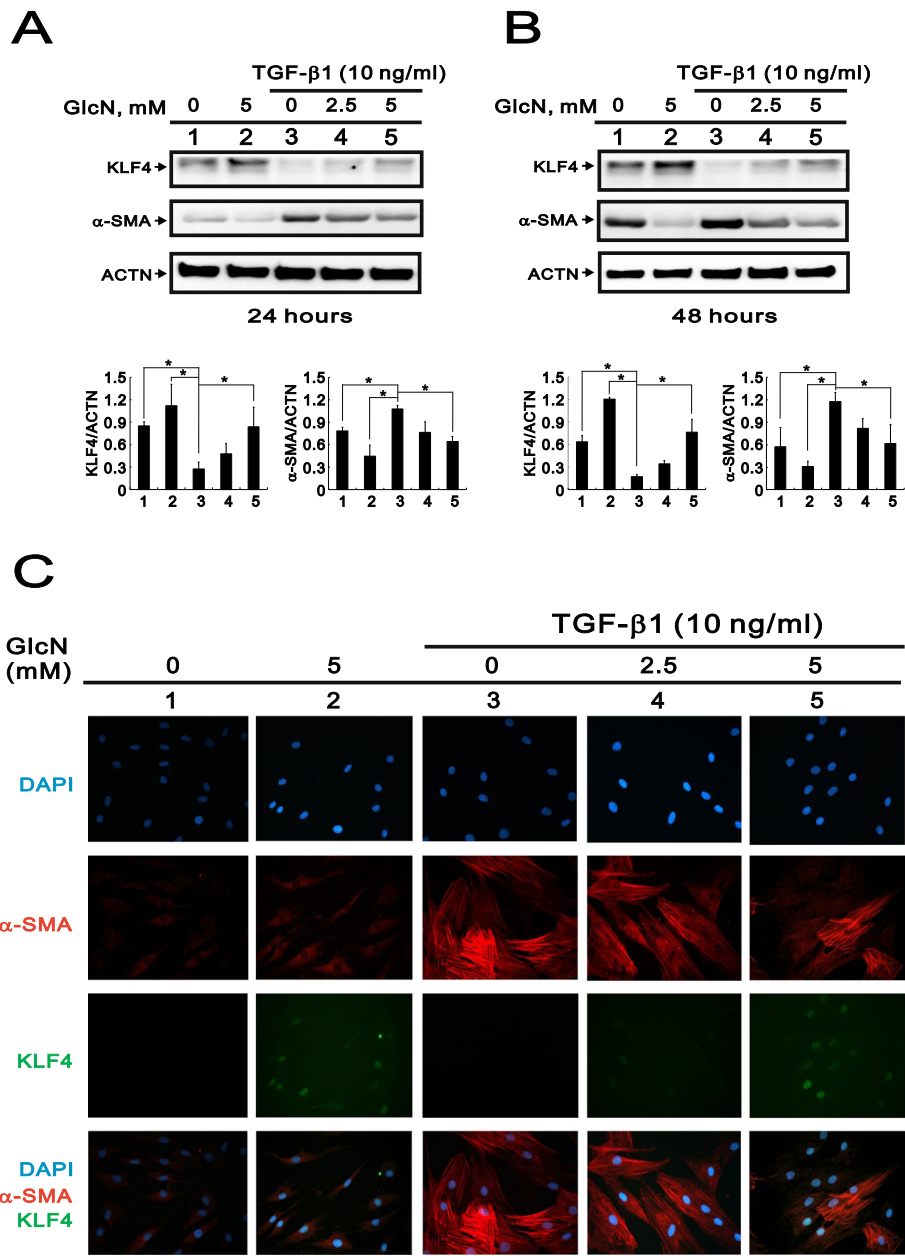 A
TGF-β1 (10 ng/ml)
GlcN, mM 0 5 0 2.5 5
1 2 3 4 5
KLF4
α-SMA
ACTN
24 hours
KLF4/ACTN
1.5
1.2
0.9
0.6
0.3
0
* * *
1 2 3 4 5
α-SMA/ACTN
1.5
1.2
0.9
0.6
0.3
0
* * *
1 2 3 4 5
B
TGF-β1 (10 ng/ml)
GlcN, mM 0 5 0 2.5 5
1 2 3 4 5
KLF4
α-SMA
ACTN
48 hours
KLF4/ACTN
1.5
1.2
0.9
0.6
0.3
0
* * *
1 2 3 4 5
α-SMA/ACTN
1.5
1.2
0.9
0.6
0.3
0
* * *
1 2 3 4 5
C
TGF-β1 (10 ng/ml)
GlcN
(mM)
0 5 0 2.5 5
1 2 3 4 5
DAPI
α-SMA
KLF4
DAPI
α-SMA
KLF4